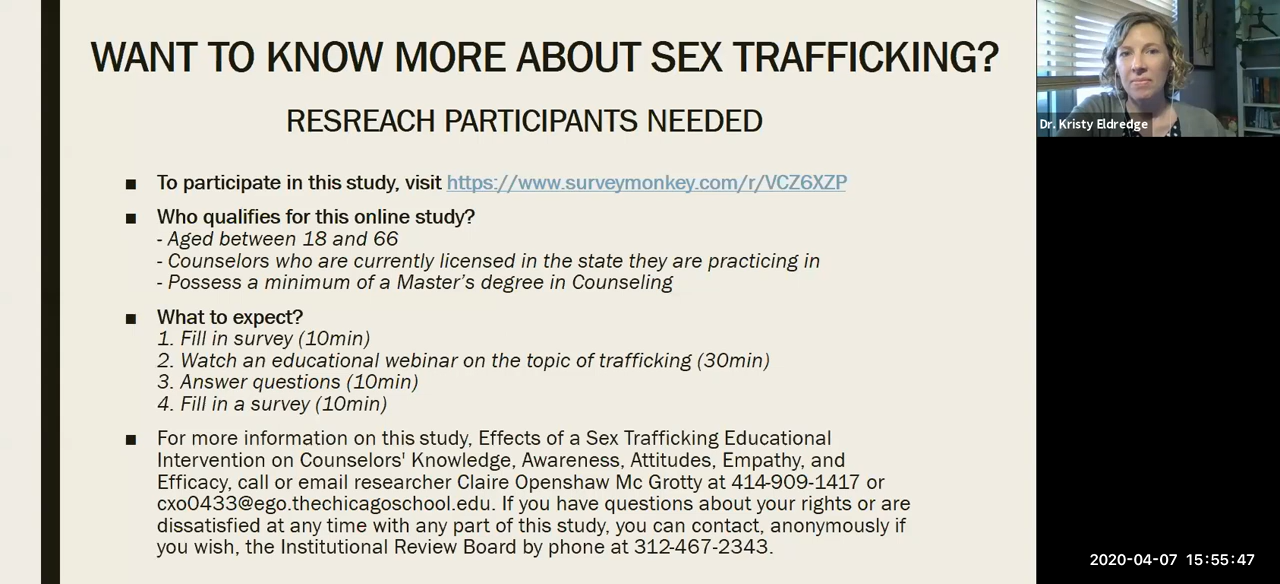 WANT TO KNOW MORE ABOUT SEX TRAFFICKING?
RESREACH PARTICIPANTS NEEDED
■ To participate in this study, visit https://www.surveymonkey.com/r/VCZ6XZP
■ Who qualifies for this online study?
- Aged between 18 and 66
- Counselors who are currently licensed in the state they are practicing in
- Possess a minimum of a Master's degree in Counseling
■ What to expect?
1. Fill in survey (10min)
2. Watch an educational webinar on the topic of trafficking (30min)
3. Answer questions (10min)
4. Fill in a survey (10min)
■ For more information on this study, Effects of a Sex Trafficking Educational
Intervention on Counselors' Knowledge, Awareness, Attitudes, Empathy, and
Efficacy, call or email researcher Claire Openshaw Mc Grotty at 414-909-1417 or
cxo0433@ego.thechicagoschool.edu. If you have questions about your rights or are
dissatisfied at any time with any part of this study, you can contact, anonymously if
you wish, the Institutional Review Board by phone at 312-467-2343.
Dr. Kristy Eldredge
2020-04-07 15:55:47